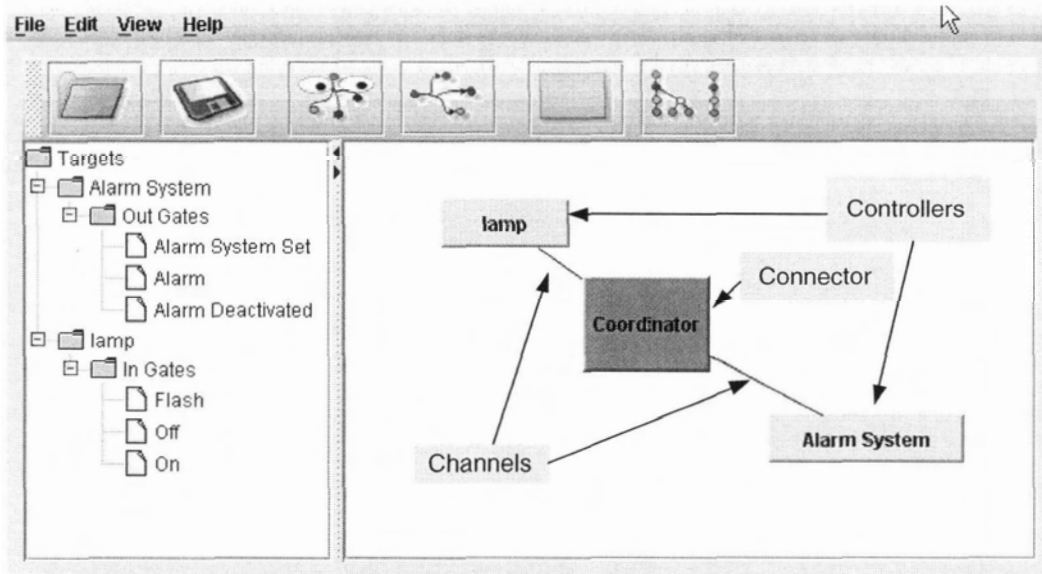 File Edit View Help
Targets
Alarm System
Out Gates
Alarm System Set
Alarm
Alarm Deactivated
lamp
In Gates
Flash
Off
On
lamp
Controllers
Connector
Coordinator
Alarm System
Channels